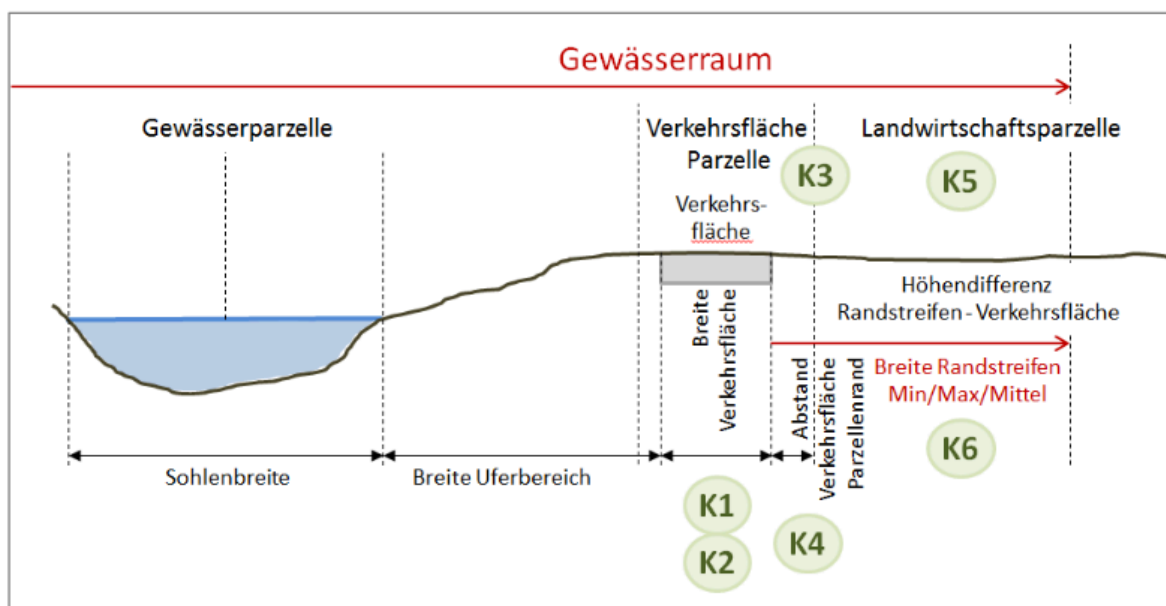 Gewässerraum
Gewässerparzelle
Verkehrsfläche
Parzelle
Landwirtschaftsparzelle
K3
K5
Verkehrs-
fläche
Höhendifferenz
Randstreifen - Verkehrsfläche
Breite
Verkehrsfläche
Abstand
Verkehrsfläche
Parzellenrand
Breite Randstreifen
Min/Max/Mittel
K6
Sohlenbreite
Breite Uferbereich
K1
K2
K4